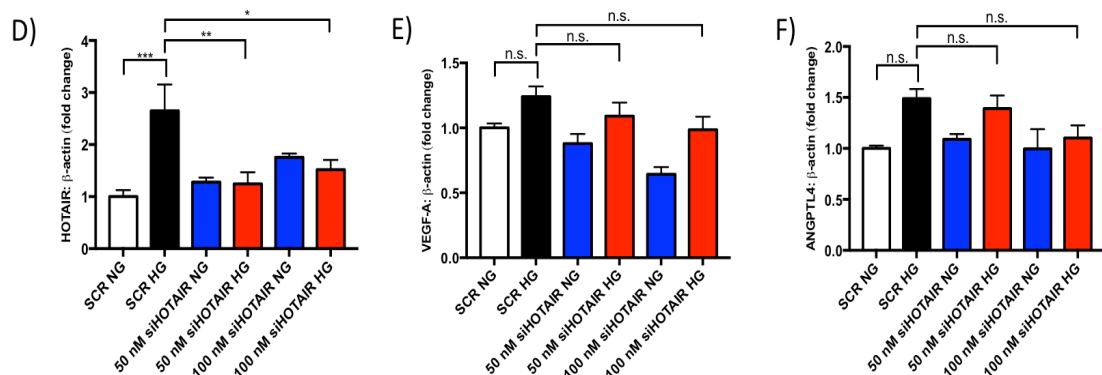 D)
HOTAIR: β-actin (fold change)
4
3
2
1
0
***
**
*
SCR NG
SCR HG
50 nM siHOTAIR NG
50 nM siHOTAIR HG
100 nM siHOTAIR NG
100 nM siHOTAIR HG
E)
VEGF-A: β-actin (fold change)
1.5
1.0
0.5
0.0
n.s.
n.s.
n.s.
SCR NG
SCR HG
50 nM siHOTAIR NG
50 nM siHOTAIR HG
100 nM siHOTAIR NG
100 nM siHOTAIR HG
F)
ANGPTL4: β-actin (fold change)
2.0
1.5
1.0
0.5
0.0
n.s.
n.s.
n.s.
SCR NG
SCR HG
50 nM siHOTAIR NG
50 nM siHOTAIR HG
100 nM siHOTAIR NG
100 nM siHOTAIR HG